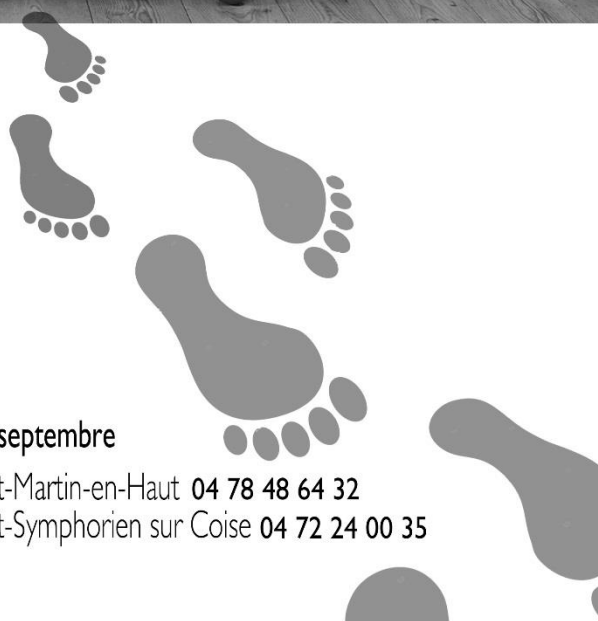 septembre
t-Martin-en-Haut 04 78 48 64 32
t-Symphorien sur Coise 04 72 24 00 35